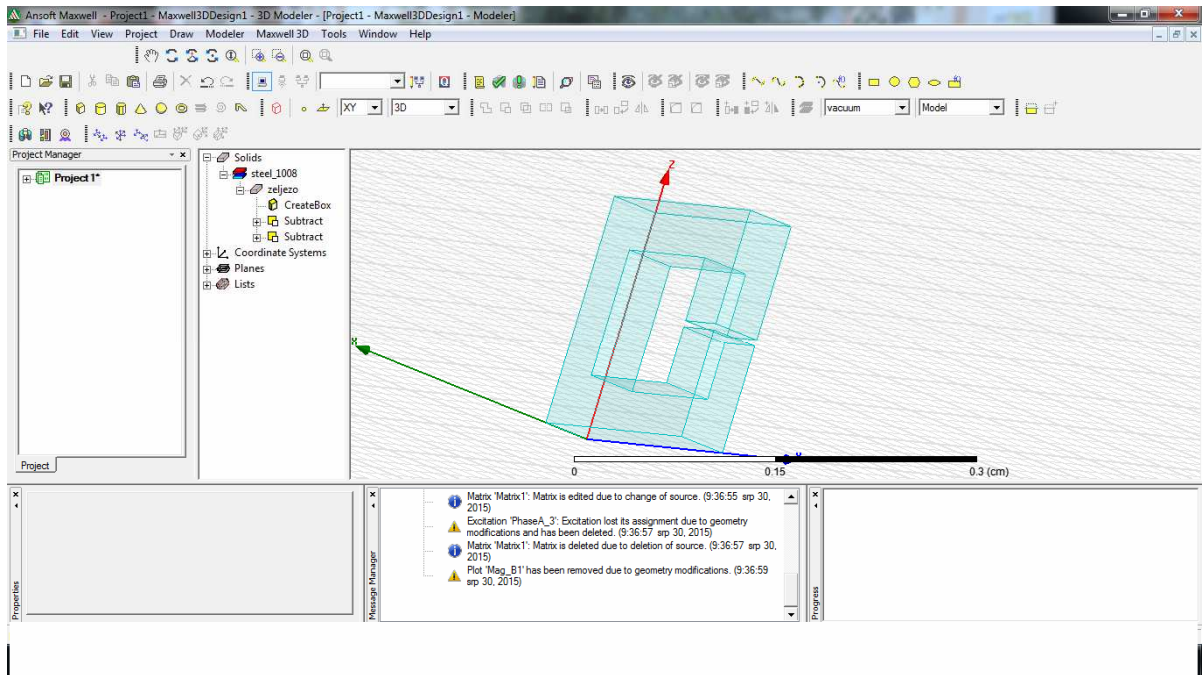 Ansoft Maxwell - Project1 - Maxwell3DDesign1 - 3D Modeler - [Project1 - Maxwell3DDesign1 - Modeler]
File Edit View Project Draw Modeler Maxwell 3D Tools Window Help
XY 3D vacuum Model
Project Manager
Project1*
Project
Solids
steel_1008
zeljezo
CreateBox
Subtract
Subtract
Coordinate Systems
Planes
Lists
Z
0 0.15 0.3 (cm)
Properties
Message Manager
Matrix 'Matrix1': Matrix is edited due to change of source. (9:36:55 srp 30,
2015)
Excitation 'PhaseA_3': Excitation lost its assignment due to geometry
modifications and has been deleted. (9:36:57 srp 30, 2015)
Matrix 'Matrix1': Matrix is deleted due to deletion of source. (9:36:57 srp 30,
2015)
Plot 'Mag_B1' has been removed due to geometry modifications. (9:36:59
srp 30, 2015)
Progress